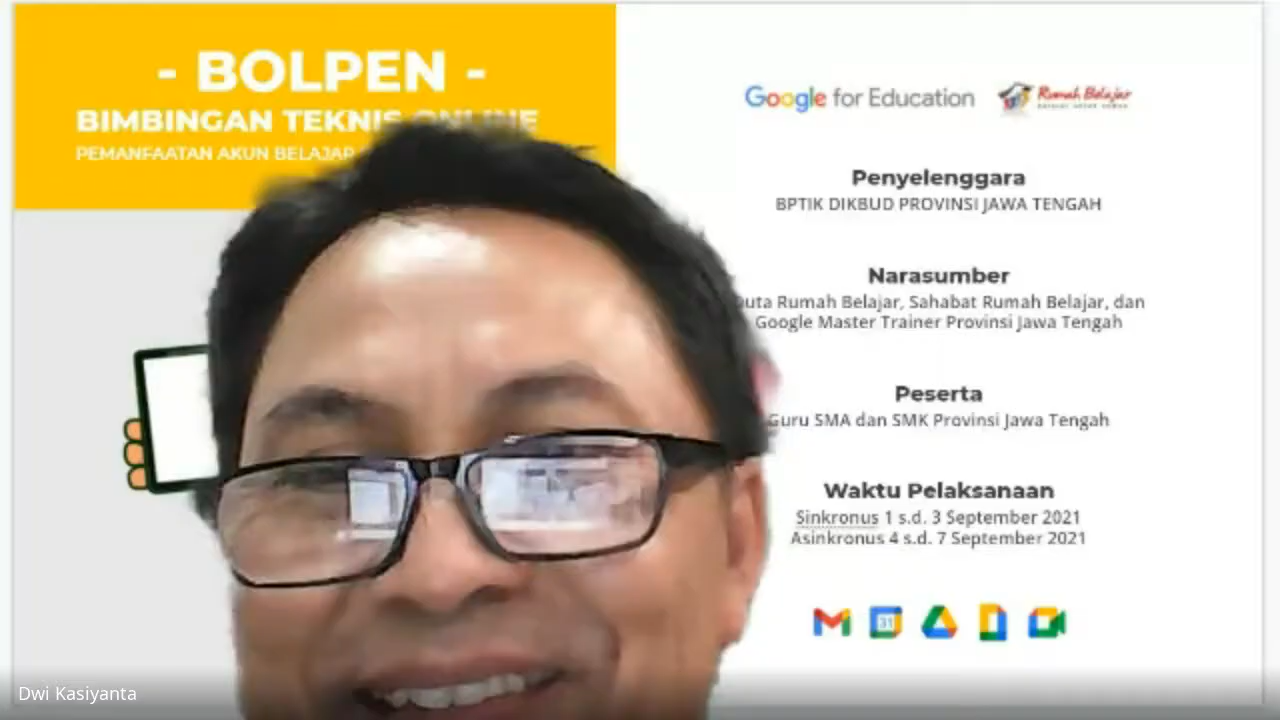 - BOLPEN -
BIMBINGAN TEKNIS ONLINE
PEMANFAATAN AKUN BELAJAR
Google for Education
Rumah Belajar
Penyelenggara
BPTIK DIKBUD PROVINSI JAWA TENGAH
Narasumber
Rumah Belajar, Sahabat Rumah Belajar, dan
Google Master Trainer Provinsi Jawa Tengah
Peserta
Guru SMA dan SMK Provinsi Jawa Tengah
Waktu Pelaksanaan
Sinkronus 1 s.d. 3 September 2021
Asinkronus 4 s.d. 7 September 2021
31
Dwi Kasiyanta